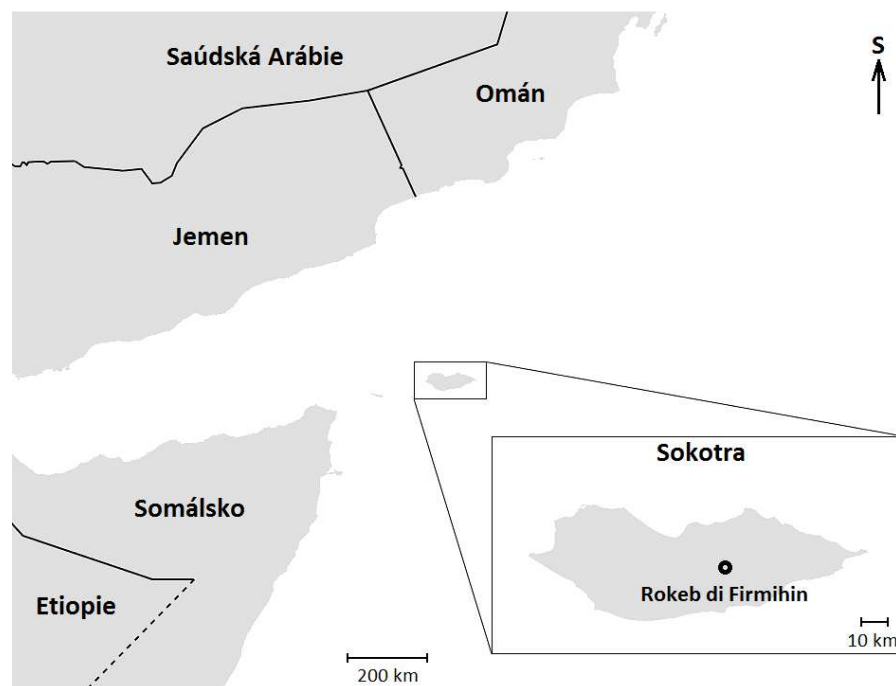 Saúdská Arábie
S
Omán
Jemen
Sokotra
Somálsko
Rokeb di Firmihin
Etiopie
10 km
200 km